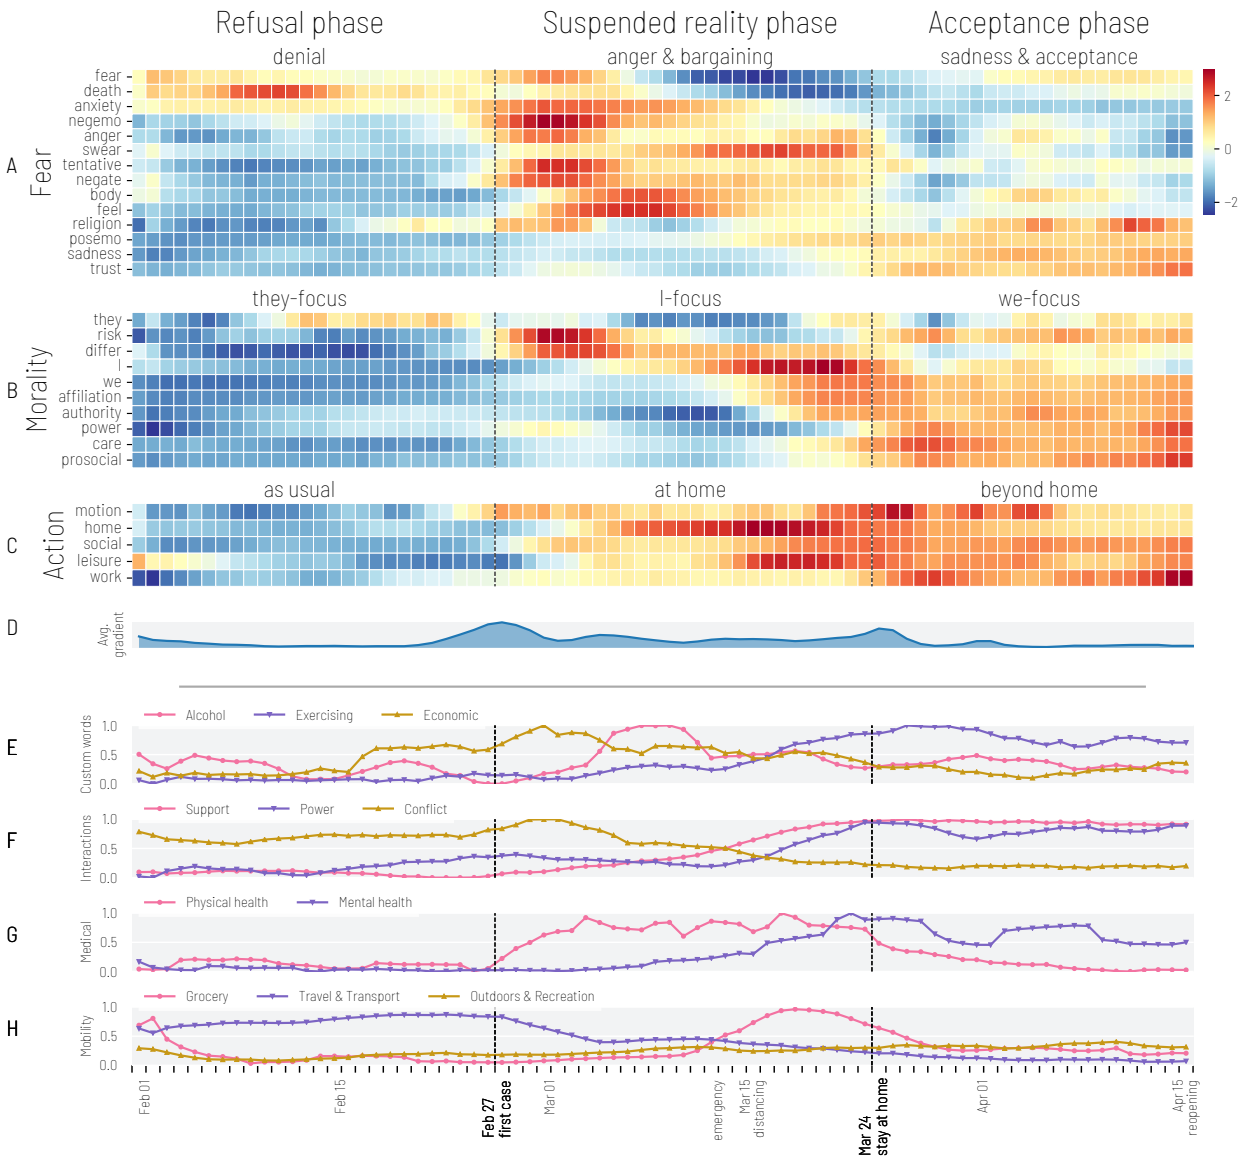 Refusal phase Suspended reality phase Acceptance phase
denial anger & bargaining sadness & acceptance
A
Fear
fear
death
anxiety
negemo
anger
swear
tentative
negate
body
feel
religion
posemo
sadness
trust
2
0
−2
they-focus I-focus we-focus
B
Morality
they
risk
differ
I
we
affiliation
authority
power
care
prosocial
as usual at home beyond home
C
Action
motion
home
social
leisure
work
D
Avg.
gradient
E
Custom words
Alcohol Exercising Economic
1.0
0.5
0.0
F
Interactions
Support Power Conflict
1.0
0.5
0.0
G
Medical
Physical health Mental health
1.0
0.5
0.0
H
Mobility
Grocery Travel & Transport Outdoors & Recreation
1.0
0.5
0.0
Feb 01
Feb 15
Feb 27
first case
Mar 01
emergency
Mar 15
distancing
Mar 24
stay at home
Apr 01
Apr 15
reopening